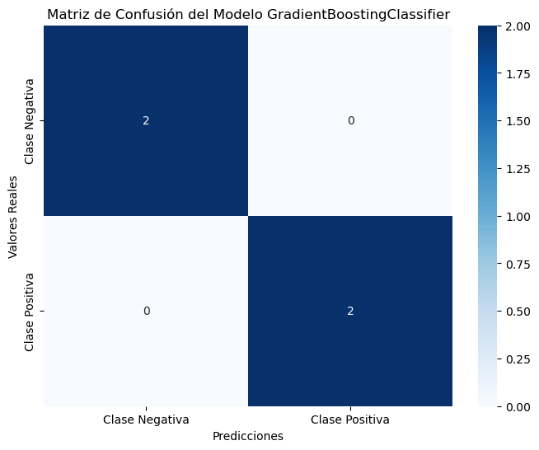 Matriz de Confusión del Modelo GradientBoostingClassifier
Valores Reales
Clase Negativa
2
0
Clase Positiva
0
2
Clase Negativa
Clase Positiva
Predicciones
2.00
1.75
1.50
1.25
1.00
0.75
0.50
0.25
0.00